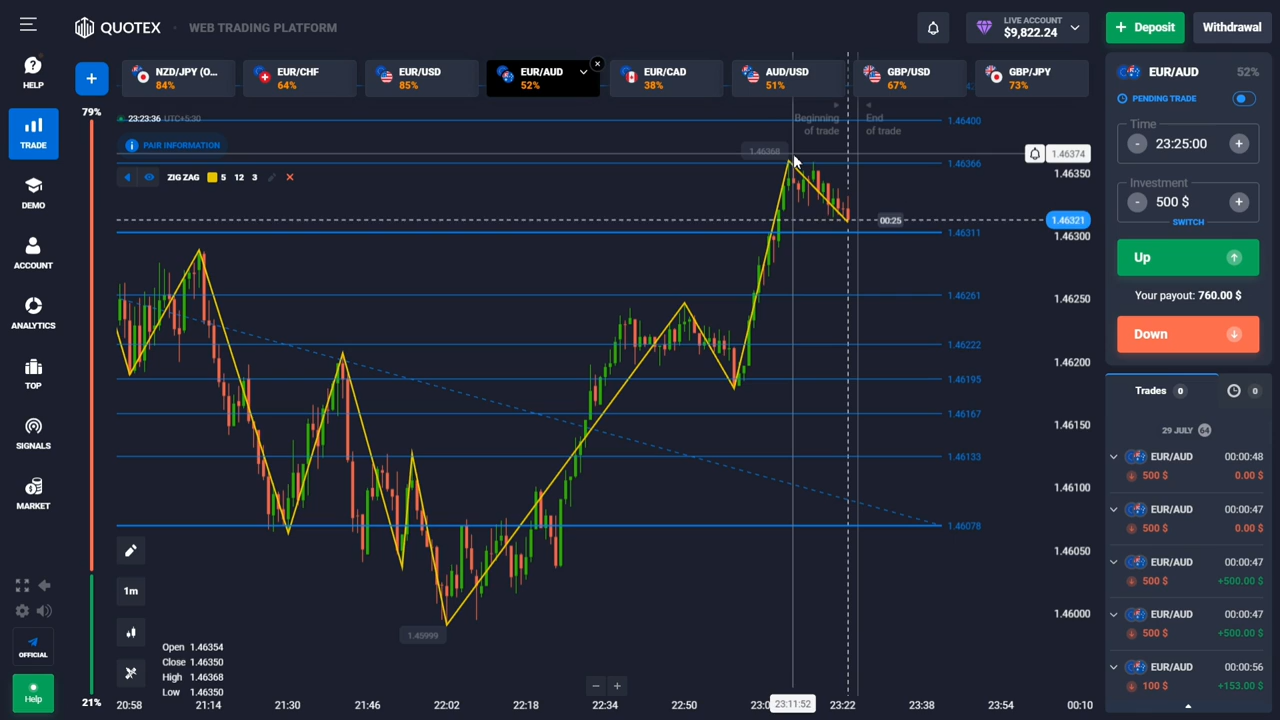 QUOTEX
WEB TRADING PLATFORM
LIVE ACCOUNT
$9,822.24
+ Deposit
Withdrawal
HELP
TRADE
DEMO
ACCOUNT
ANALYTICS
TOP
SIGNALS
MARKET
OFFICIAL
Help
+
NZD/JPY (O...
84%
EUR/CHF
64%
EUR/USD
85%
EUR/AUD
52%
EUR/CAD
38%
AUD/USD
51%
GBP/USD
67%
GBP/JPY
73%
79%
21%
23:23:36 UTC+5:30
PAIR INFORMATION
ZIG ZAG 5 12 3
Beginning
of trade
End
of trade
1.46368
1.46400
1.46374
1.46366
1.46350
00:25
1.46321
1.46311
1.46300
1.46261
1.46250
1.46222
1.46200
1.46195
1.46167
1.46150
1.46133
1.46100
1.46078
1.46050
1.46000
1.45999
1m
Open 1.46354
Close 1.46350
High 1.46368
Low 1.46350
20:58 21:14 21:30 21:46 22:02 22:18 22:34 22:50 23:0 23:11:52 23:22 23:38 23:54 00:10
EUR/AUD 52%
PENDING TRADE
Time
- 23:25:00 +
Investment
- 500 $ +
SWITCH
Up
Your payout: 760.00 $
Down
Trades 0 0
29 JULY 64
EUR/AUD 00:00:48
500 $ 0.00 $
EUR/AUD 00:00:47
500 $ 0.00 $
EUR/AUD 00:00:47
500 $ +500.00 $
EUR/AUD 00:00:47
500 $ +500.00 $
EUR/AUD 00:00:56
100 $ +153.00 $